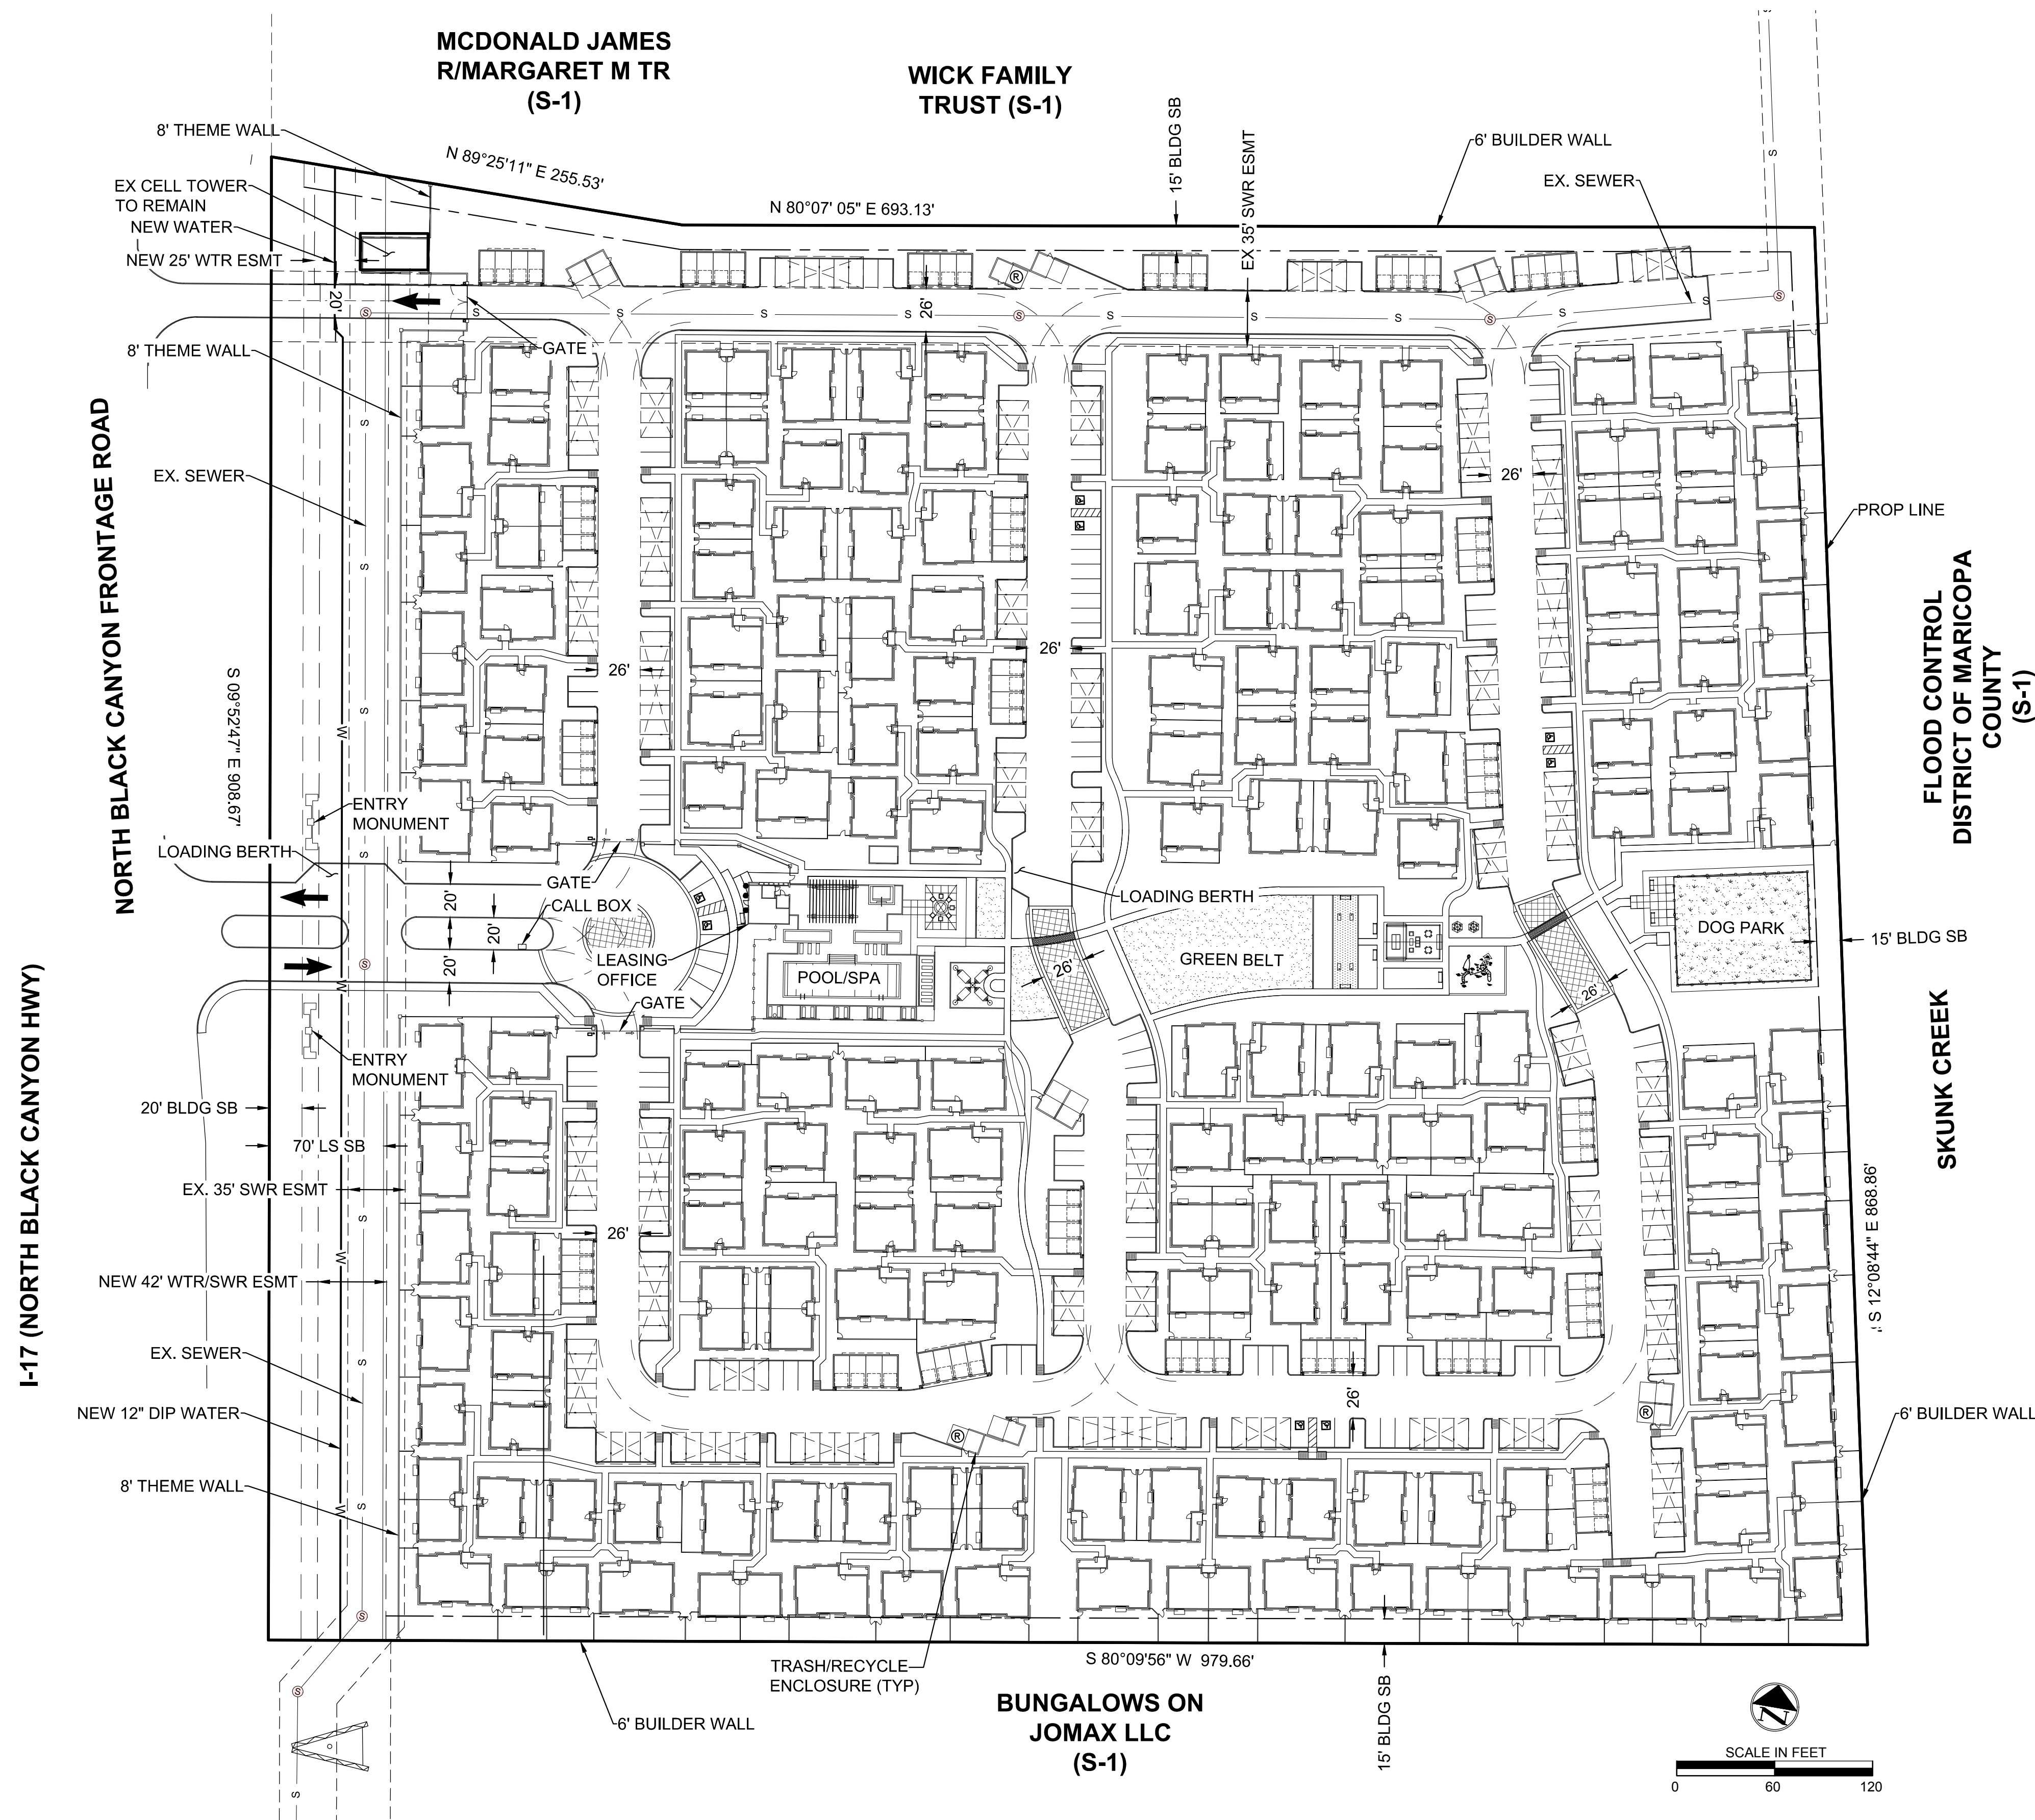 MCDONALD JAMES
R/MARGARET M TR
(S-1)
WICK FAMILY
TRUST (S-1)
8' THEME WALL
N 89°25'11" E 255.53'
15' BLDG SB
EX 35' SWR ESMT
6' BUILDER WALL
EX. SEWER
S
EX CELL TOWER
TO REMAIN
NEW WATER
NEW 25' WTR ESMT
N 80°07' 05" E 693.13'
20'
26'
GATE
8' THEME WALL
NORTH BLACK CANYON FRONTAGE ROAD
EX. SEWER
26'
PROP LINE
FLOOD CONTROL
DISTRICT OF MARICOPA
COUNTY
(S-1)
26'
26'
S 09°52'47" E 908.67'
ENTRY
MONUMENT
LOADING BERTH
GATE
CALL BOX
20'
20'
20'
LEASING
OFFICE
GATE
POOL/SPA
LOADING BERTH
GREEN BELT
26'
26'
DOG PARK
15' BLDG SB
SKUNK CREEK
I-17 (NORTH BLACK CANYON HWY)
ENTRY
MONUMENT
20' BLDG SB
70' LS SB
EX. 35' SWR ESMT
26'
NEW 42' WTR/SWR ESMT
S 12°08'44" E 868.86'
EX. SEWER
NEW 12" DIP WATER
26'
6' BUILDER WALL
8' THEME WALL
TRASH/RECYCLE
ENCLOSURE (TYP)
S 80°09'56" W 979.66'
6' BUILDER WALL
BUNGALOWS ON
JOMAX LLC
(S-1)
15' BLDG SB
N
SCALE IN FEET
0 60 120